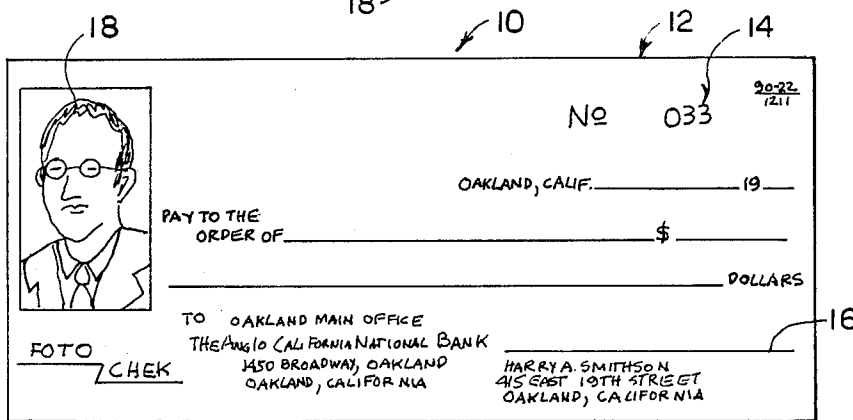 18
18 10 12 14
No 033 90-22
1211
OAKLAND, CALIF. 19
PAY TO THE
ORDER OF $
DOLLARS
TO OAKLAND MAIN OFFICE
THE ANGLO CALIFORNIA NATIONAL BANK
1450 BROADWAY, OAKLAND
OAKLAND, CALIFORNIA
16
FOTO
CHEK
HARRY A. SMITHSON
415 EAST 19TH STREET
OAKLAND, CALIFORNIA